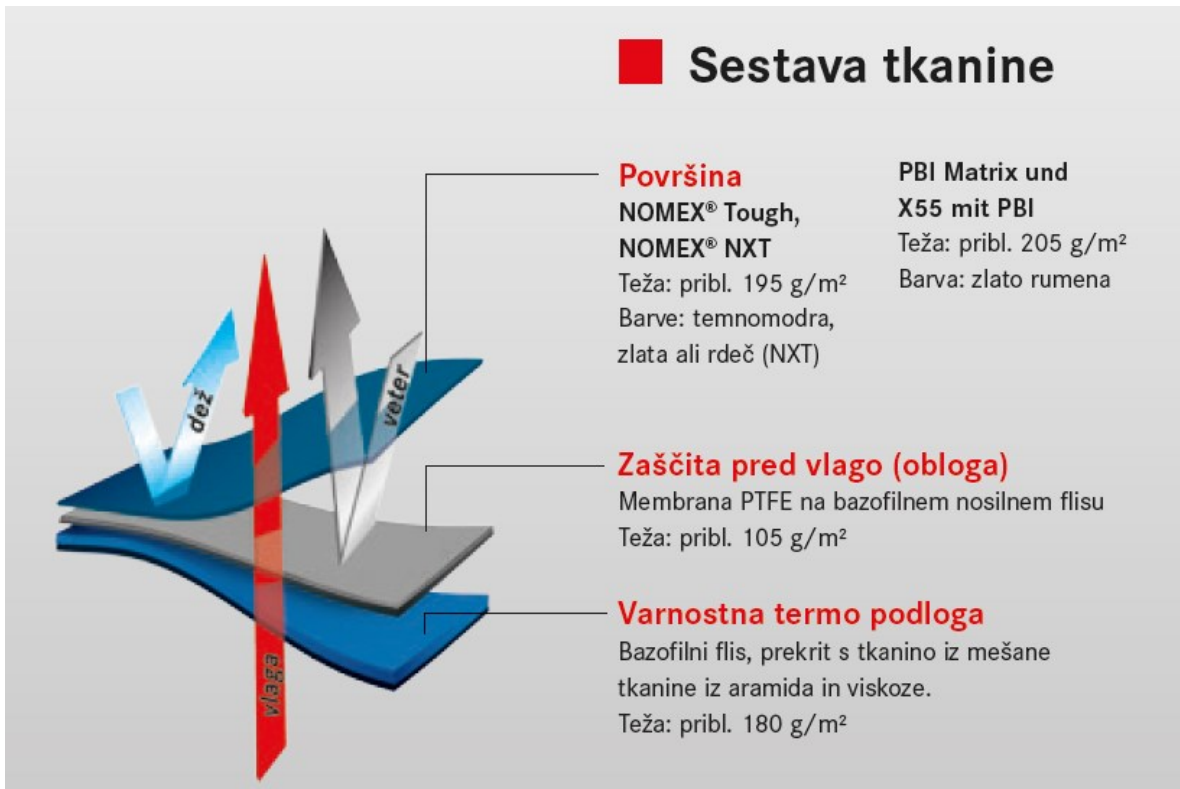 Sestava tkanine
Površina
NOMEX® Tough,
NOMEX® NXT
Teža: pribl. 195 g/m²
Barve: temnomodra,
zlata ali rdeč (NXT)
PBI Matrix und
X55 mit PBI
Teža: pribl. 205 g/m²
Barva: zlato rumena
dež
veter
vlaga
Zaščita pred vlago (obloga)
Membrana PTFE na bazofilnem nosilnem flisu
Teža: pribl. 105 g/m²
Varnostna termo podloga
Bazofilni flis, prekrit s tkanino iz mešane
tkanine iz aramida in viskoze.
Teža: pribl. 180 g/m²